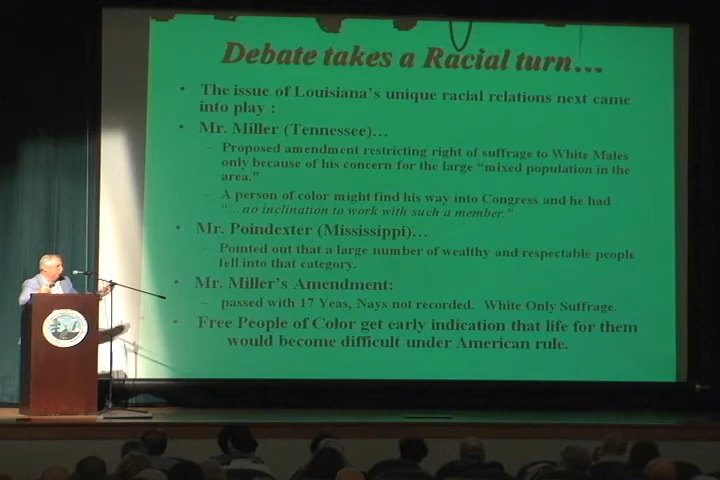 Debate takes a Racial turn…
• The issue of Louisiana's unique racial relations next came
into play :
• Mr. Miller (Tennessee)…
– Proposed amendment restricting right of suffrage to White Males
only because of his concern for the large “mixed population in the
area.”
– A person of color might find his way into Congress and he had
“…no inclination to work with such a member.”
• Mr. Poindexter (Mississippi)…
– Pointed out that a large number of wealthy and respectable people
fell into that category.
• Mr. Miller's Amendment:
– passed with 17 Yeas, Nays not recorded. White Only Suffrage.
• Free People of Color get early indication that life for them
would become difficult under American rule.